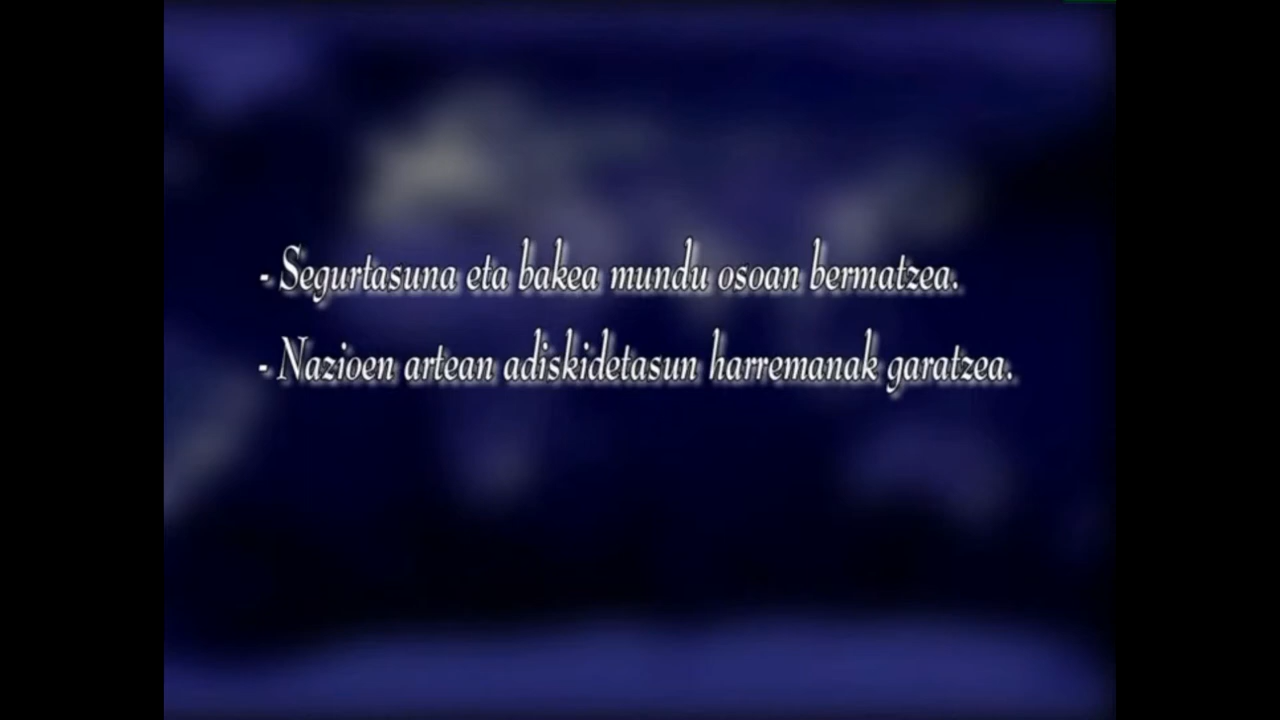 - Segurtasuna eta bakea mundu osoan bermatzea.
- Nazioen artean adiskidetasun harremanak garatzea.